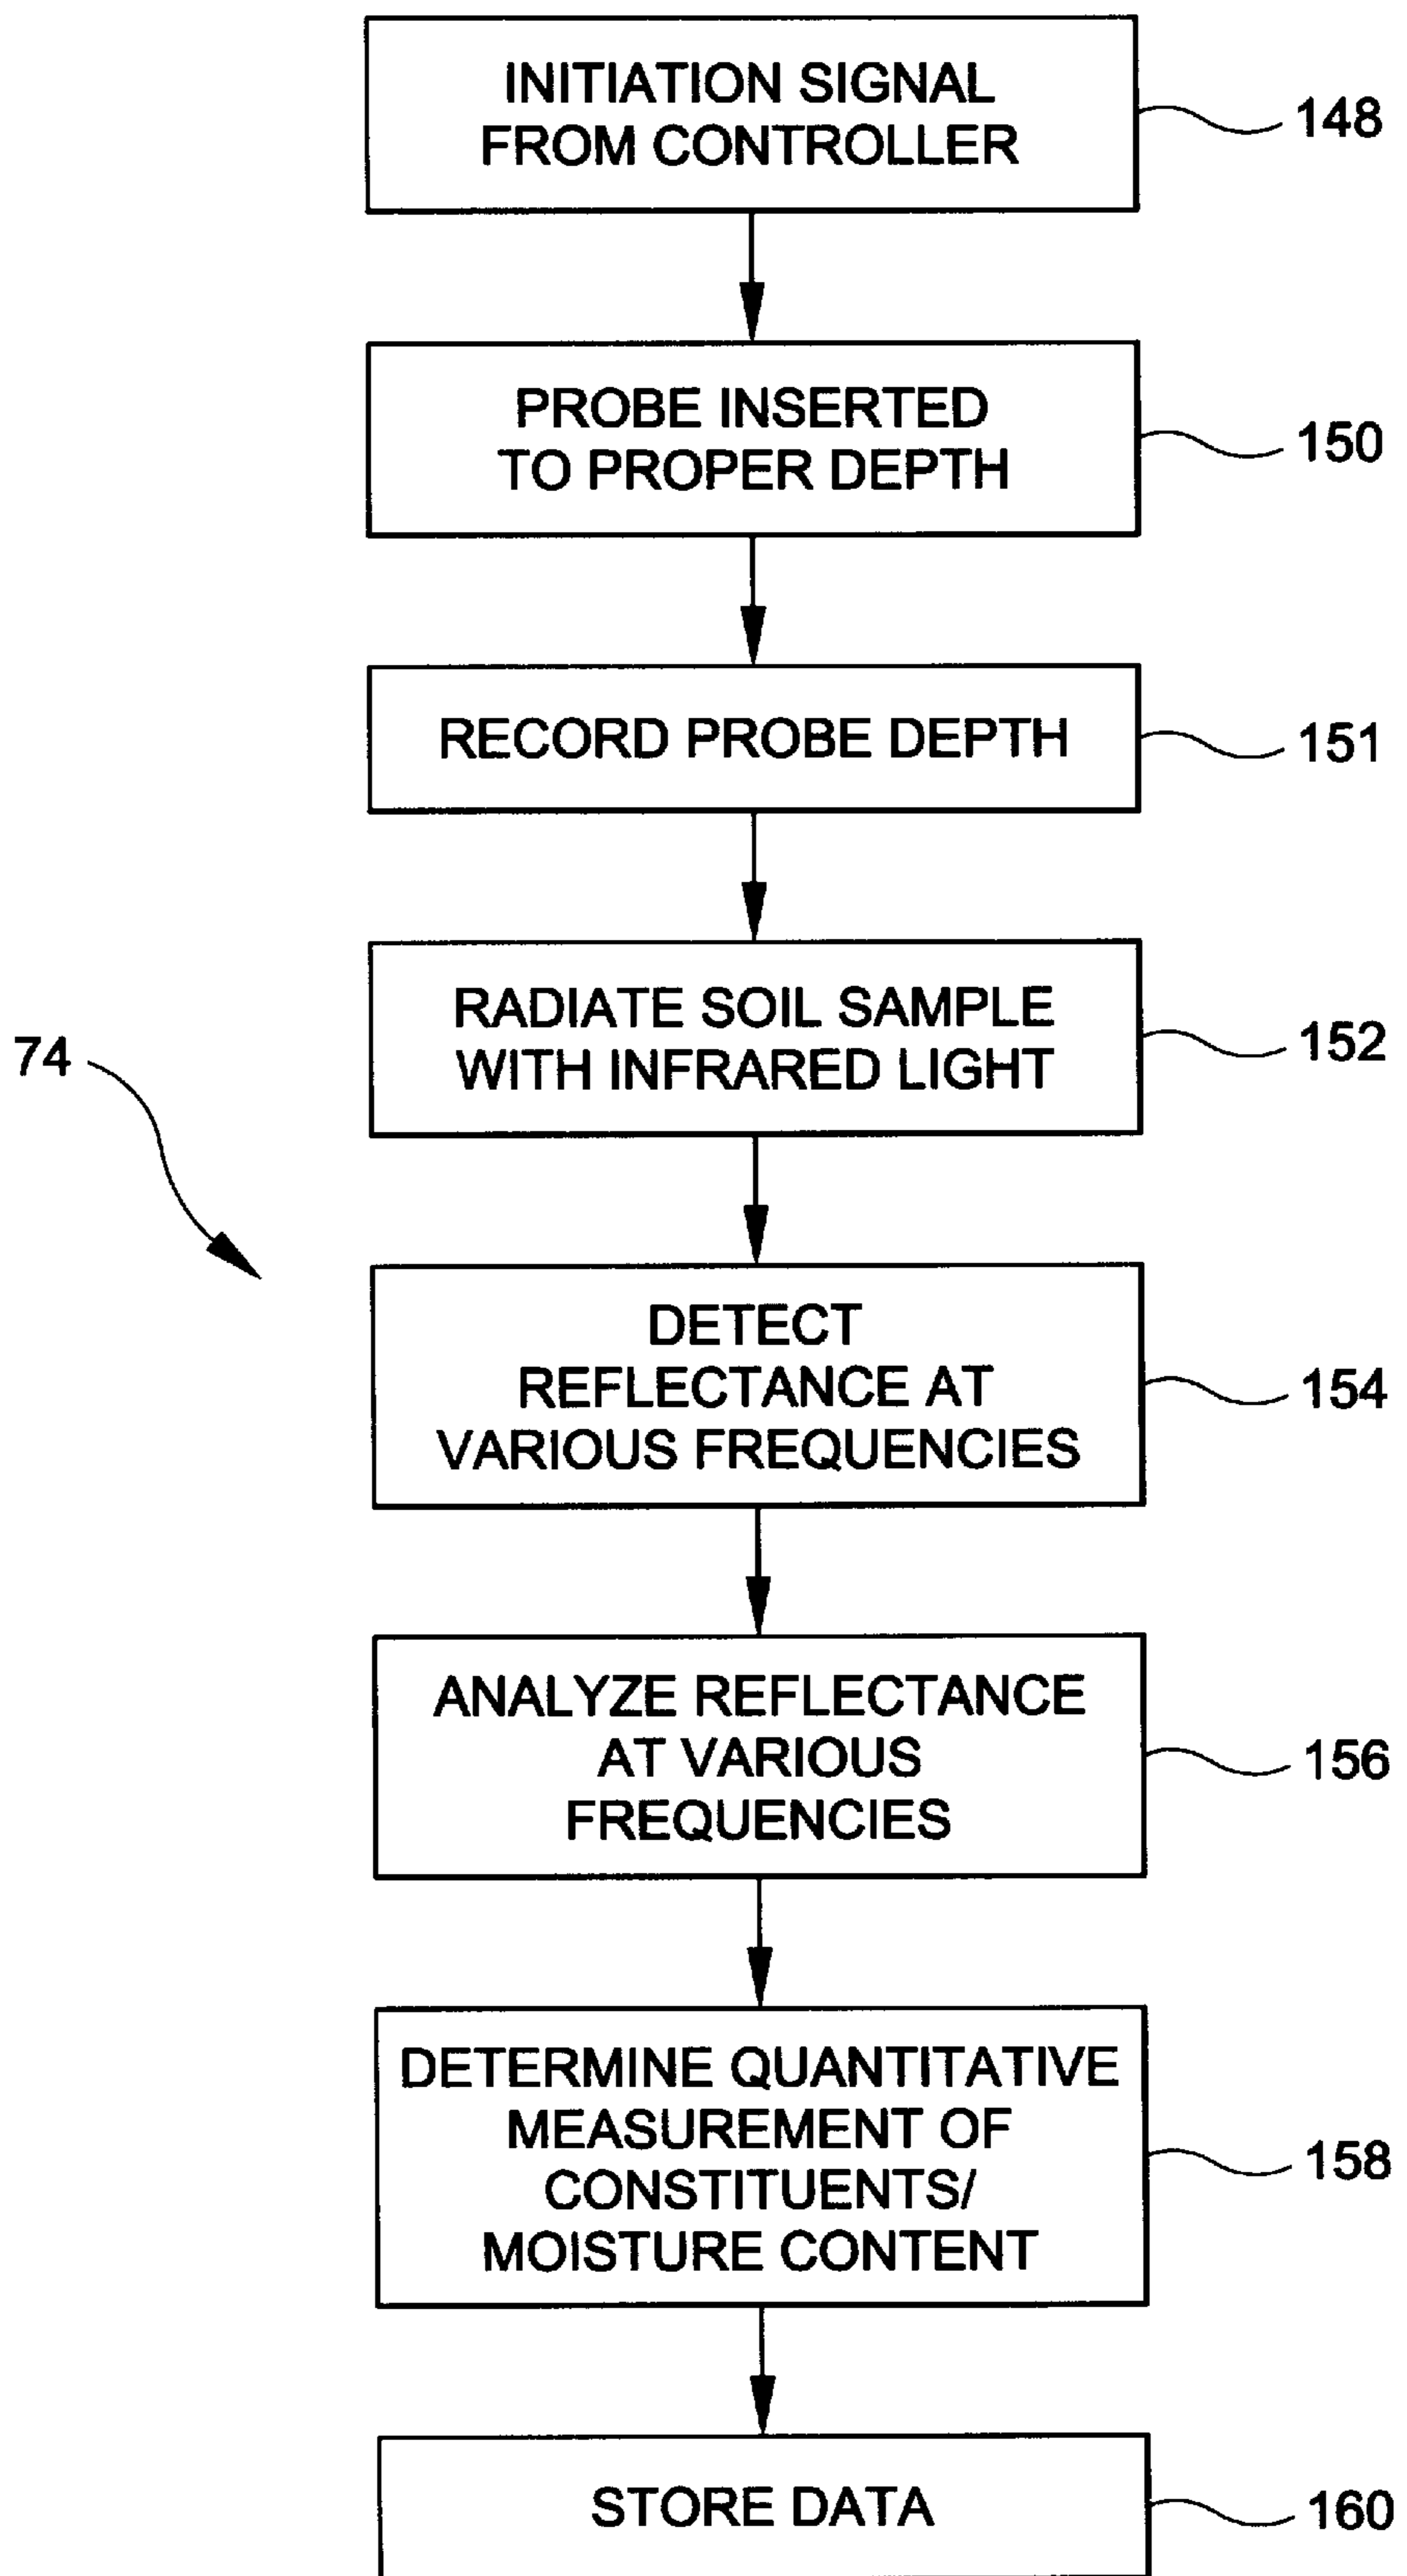 INITIATION SIGNAL
FROM CONTROLLER
148
PROBE INSERTED
TO PROPER DEPTH
150
RECORD PROBE DEPTH
151
RADIATE SOIL SAMPLE
WITH INFRARED LIGHT
152
74
DETECT
REFLECTANCE AT
VARIOUS FREQUENCIES
154
ANALYZE REFLECTANCE
AT VARIOUS
FREQUENCIES
156
DETERMINE QUANTITATIVE
MEASUREMENT OF
CONSTITUENTS/
MOISTURE CONTENT
158
STORE DATA
160